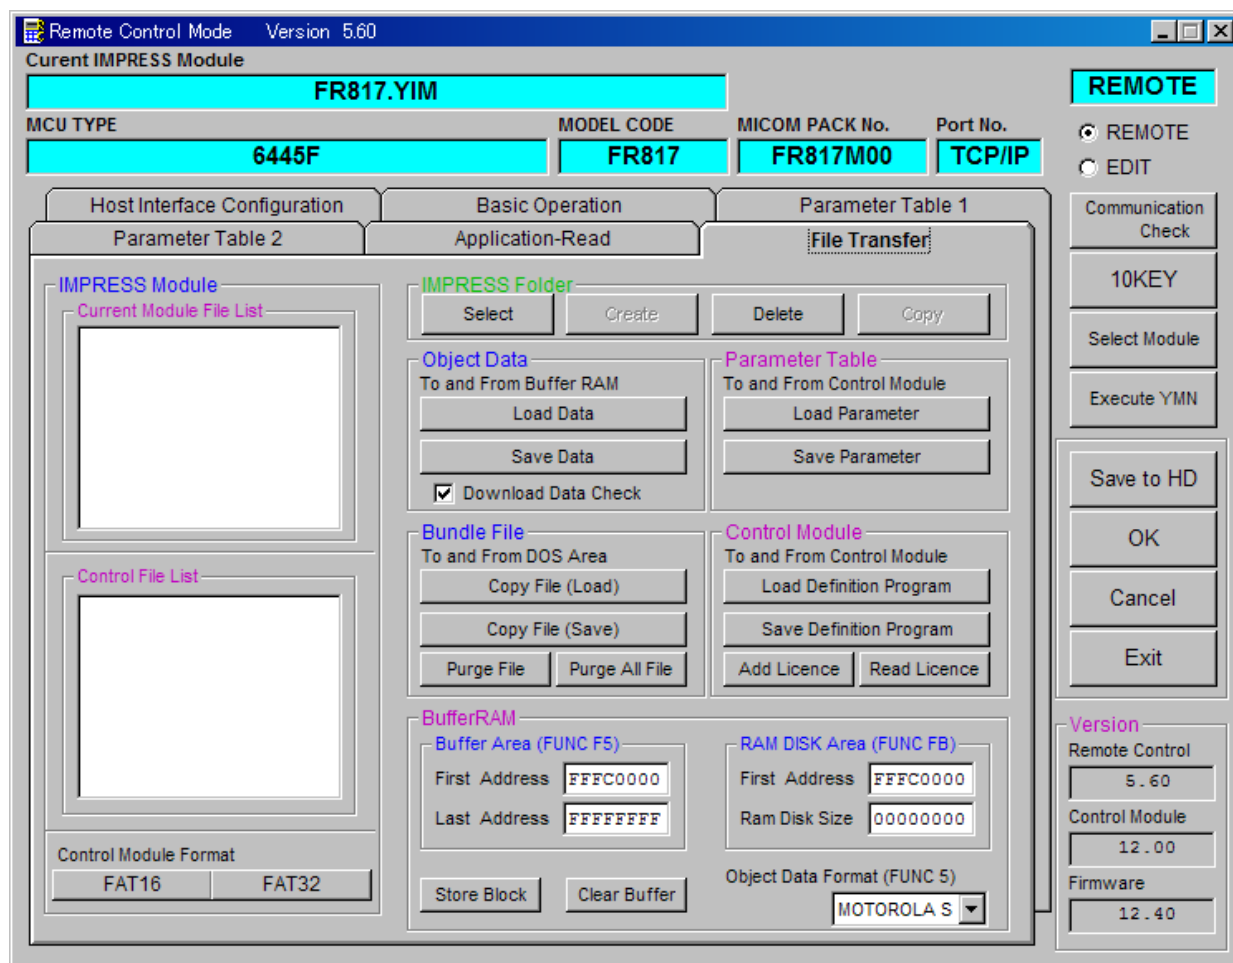 Remote Control Mode Version 5.60
Curent IMPRESS Module
FR817.YIM
REMOTE
MCU TYPE MODEL CODE MICOM PACK No. Port No.
6445F FR817 FR817M00 TCP/IP
REMOTE
EDIT
Host Interface Configuration Basic Operation Parameter Table 1
Parameter Table 2 Application-Read File Transfer
Communication
Check
10KEY
Select Module
Execute YMN
Save to HD
OK
Cancel
Exit
IMPRESS Module
Current Module File List
Control File List
Control Module Format
FAT16 FAT32
IMPRESS Folder
Select Create Delete Copy
Object Data
To and From Buffer RAM
Load Data
Save Data
Download Data Check
Parameter Table
To and From Control Module
Load Parameter
Save Parameter
Bundle File
To and From DOS Area
Copy File (Load)
Copy File (Save)
Purge File Purge All File
Control Module
To and From Control Module
Load Definition Program
Save Definition Program
Add Licence Read Licence
BufferRAM
Buffer Area (FUNC F5)
First Address FFFC0000
Last Address FFFFFFFF
RAM DISK Area (FUNC FB)
First Address FFFC0000
Ram Disk Size 00000000
Store Block Clear Buffer
Object Data Format (FUNC 5)
MOTOROLA S
Version
Remote Control
5.60
Control Module
12.00
Firmware
12.40